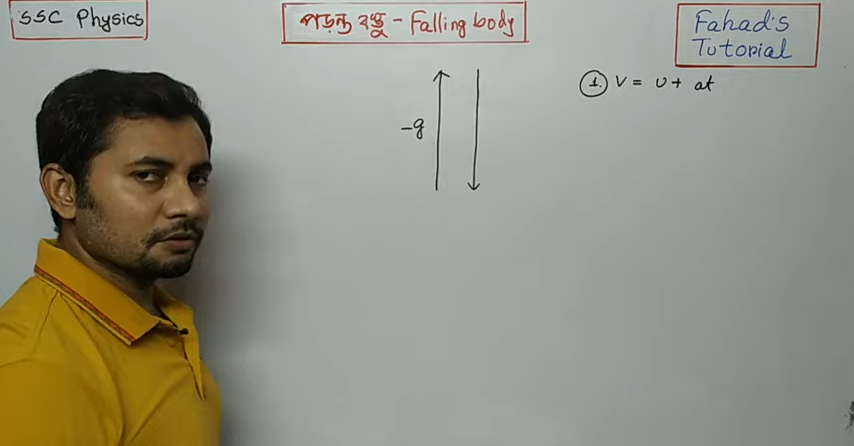 SSC Physics
পড়ন্ত বস্তু - Falling body
Fahad's
Tutorial
-g
1. V = U + at